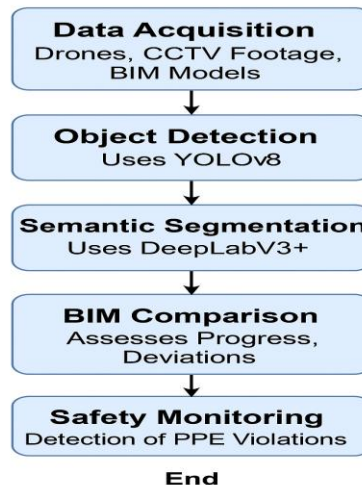 Data Acquisition
Drones, CCTV Footage,
BIM Models
Object Detection
Uses YOLOv8
Semantic Segmentation
Uses DeepLabV3+
BIM Comparison
Assesses Progress,
Deviations
Safety Monitoring
Detection of PPE Violations
End